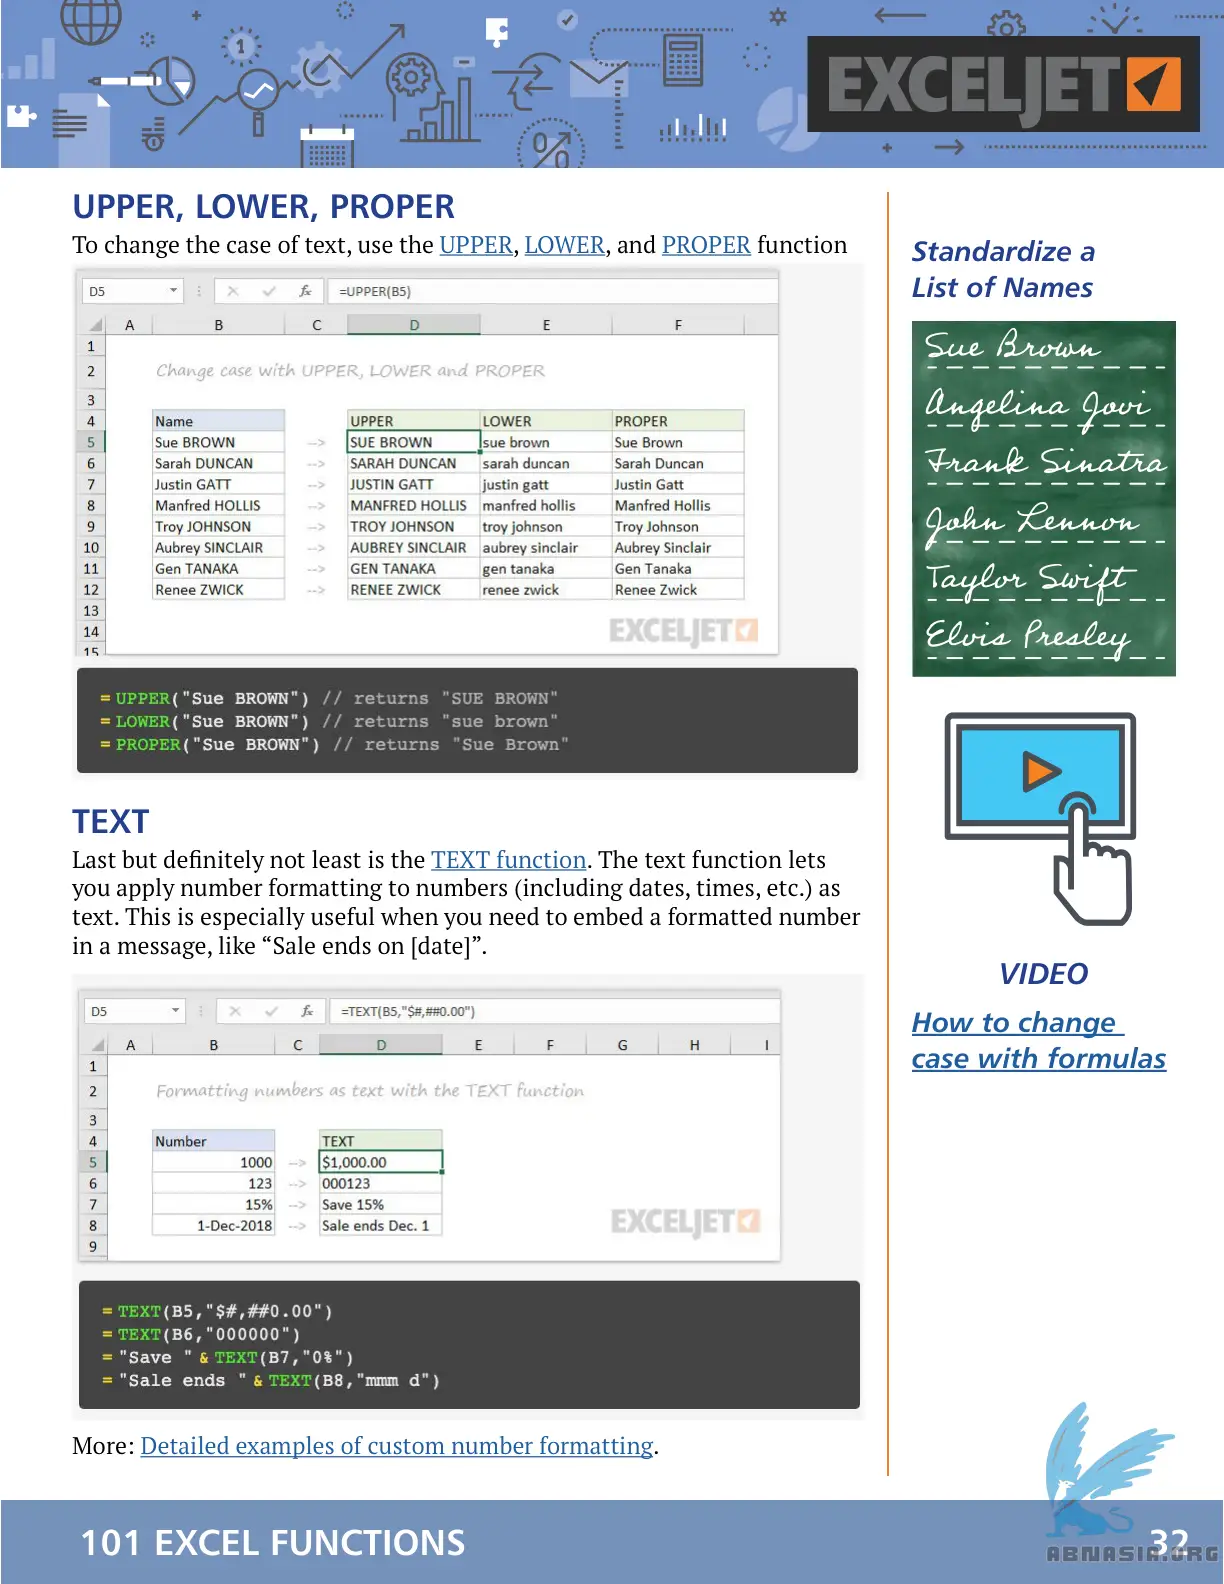 1
%
EXCELJET
UPPER, LOWER, PROPER
To change the case of text, use the UPPER, LOWER, and PROPER function
D5 fx =UPPER(B5)
A B C D E F
1
2 Change case with UPPER, LOWER and PROPER
3
4 Name UPPER LOWER PROPER
5 Sue BROWN --> SUE BROWN sue brown Sue Brown
6 Sarah DUNCAN --> SARAH DUNCAN sarah duncan Sarah Duncan
7 Justin GATT --> JUSTIN GATT justin gatt Justin Gatt
8 Manfred HOLLIS --> MANFRED HOLLIS manfred hollis Manfred Hollis
9 Troy JOHNSON --> TROY JOHNSON troy johnson Troy Johnson
10 Aubrey SINCLAIR --> AUBREY SINCLAIR aubrey sinclair Aubrey Sinclair
11 Gen TANAKA --> GEN TANAKA gen tanaka Gen Tanaka
12 Renee ZWICK --> RENEE ZWICK renee zwick Renee Zwick
13
14 EXCELJET
15
=UPPER("Sue BROWN") // returns "SUE BROWN"
=LOWER("Sue BROWN") // returns "sue brown"
=PROPER("Sue BROWN") // returns "Sue Brown"
TEXT
Last but definitely not least is the TEXT function. The text function lets
you apply number formatting to numbers (including dates, times, etc.) as
text. This is especially useful when you need to embed a formatted number
in a message, like “Sale ends on [date]”.
D5 fx =TEXT(B5,"$#,##0.00")
A B C D E F G H I
1
2 Formatting numbers as text with the TEXT function
3
4 Number TEXT
5 1000 --> $1,000.00
6 123 --> 000123
7 15% --> Save 15%
8 1-Dec-2018 --> Sale ends Dec. 1
EXCELJET
9
=TEXT(B5,"$#,##0.00")
=TEXT(B6,"000000")
="Save "&TEXT(B7,"0%")
="Sale ends "&TEXT(B8,"mmm d")
More: Detailed examples of custom number formatting.
Standardize a
List of Names
Sue Brown
Angelina Jovi
Frank Sinatra
John Lennon
Taylor Swift
Elvis Presley
VIDEO
How to change
case with formulas
101 EXCEL FUNCTIONS 32
ABNASIA.ORG